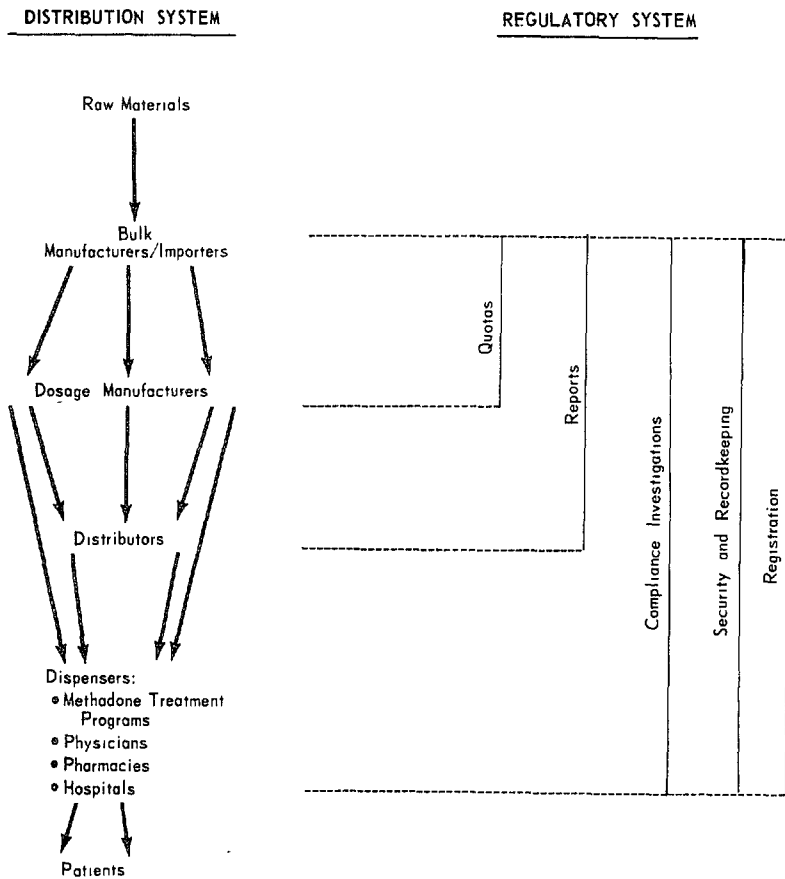 DISTRIBUTION SYSTEM
REGULATORY SYSTEM
Raw Materials
Bulk
Manufacturers/Importers
Dosage Manufacturers
Distributors
Dispensers:
• Methadone Treatment
Programs
• Physicians
• Pharmacies
• Hospitals
Patients
Quotas
Reports
Compliance Investigations
Security and Recordkeeping
Registration